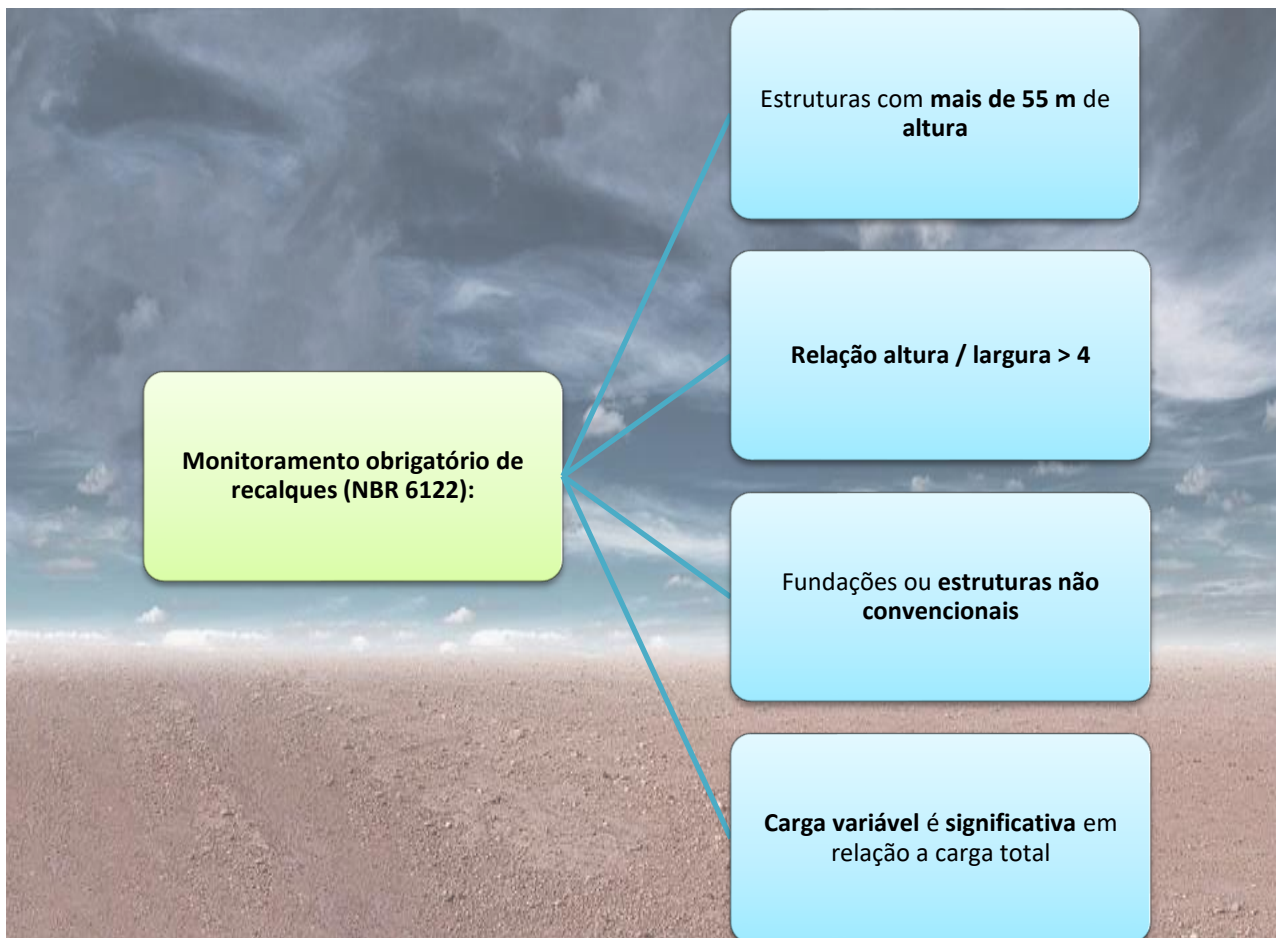 Estruturas com mais de 55 m de
altura
Relação altura / largura > 4
Monitoramento obrigatório de
recalques (NBR 6122):
Fundações ou estruturas não
convencionais
Carga variável é significativa em
relação a carga total